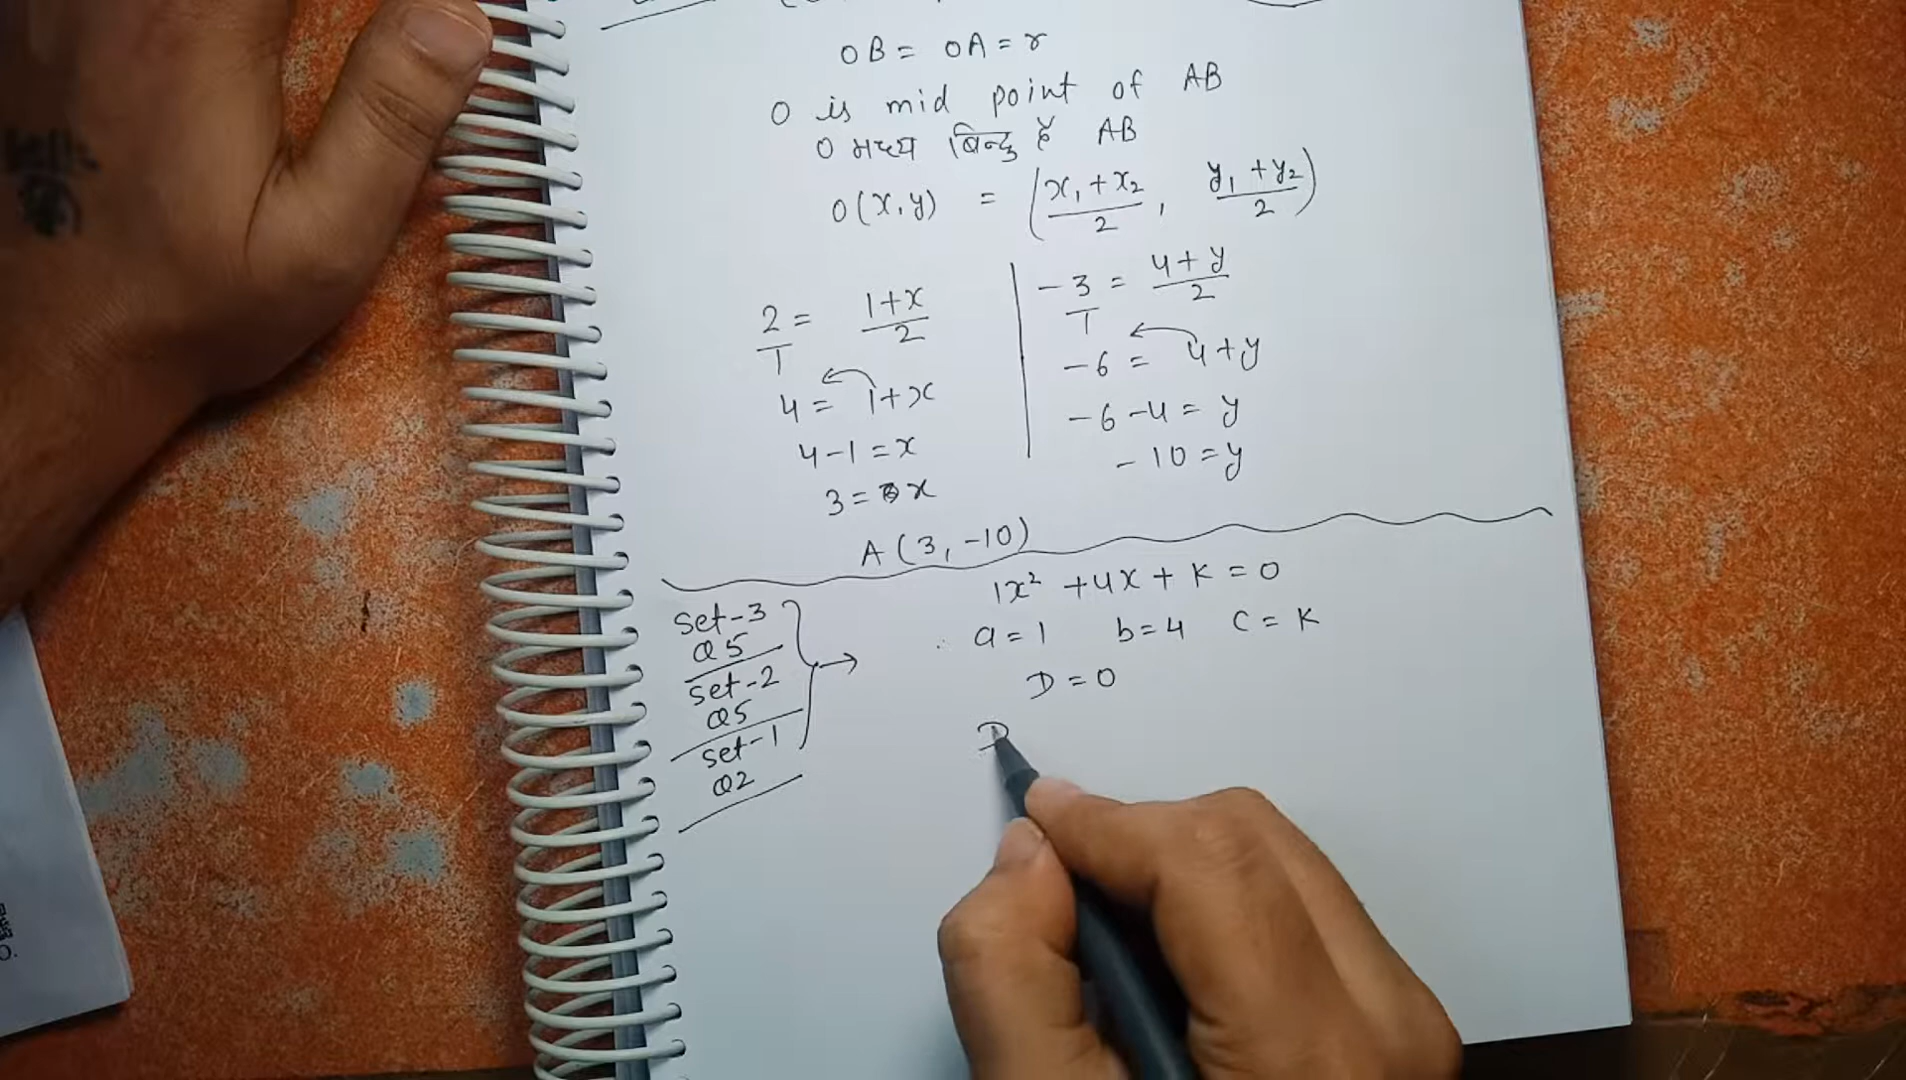 OB = OA = r
O is mid point of AB
O मध्य बिन्दु है AB
O(x,y) = (x₁+x₂/2, y₁+y₂/2)
2/1 = 1+x/2
4 = 1+x
4-1 = x
3 = x
-3/1 = 4+y/2
-6 = 4+y
-6-4 = y
-10 = y
A(3,-10)
Set-3
Q5
Set-2
Q5
Set-1
Q2
1x² +4x + K = 0
∴ a=1 b=4 C=K
D=0
D